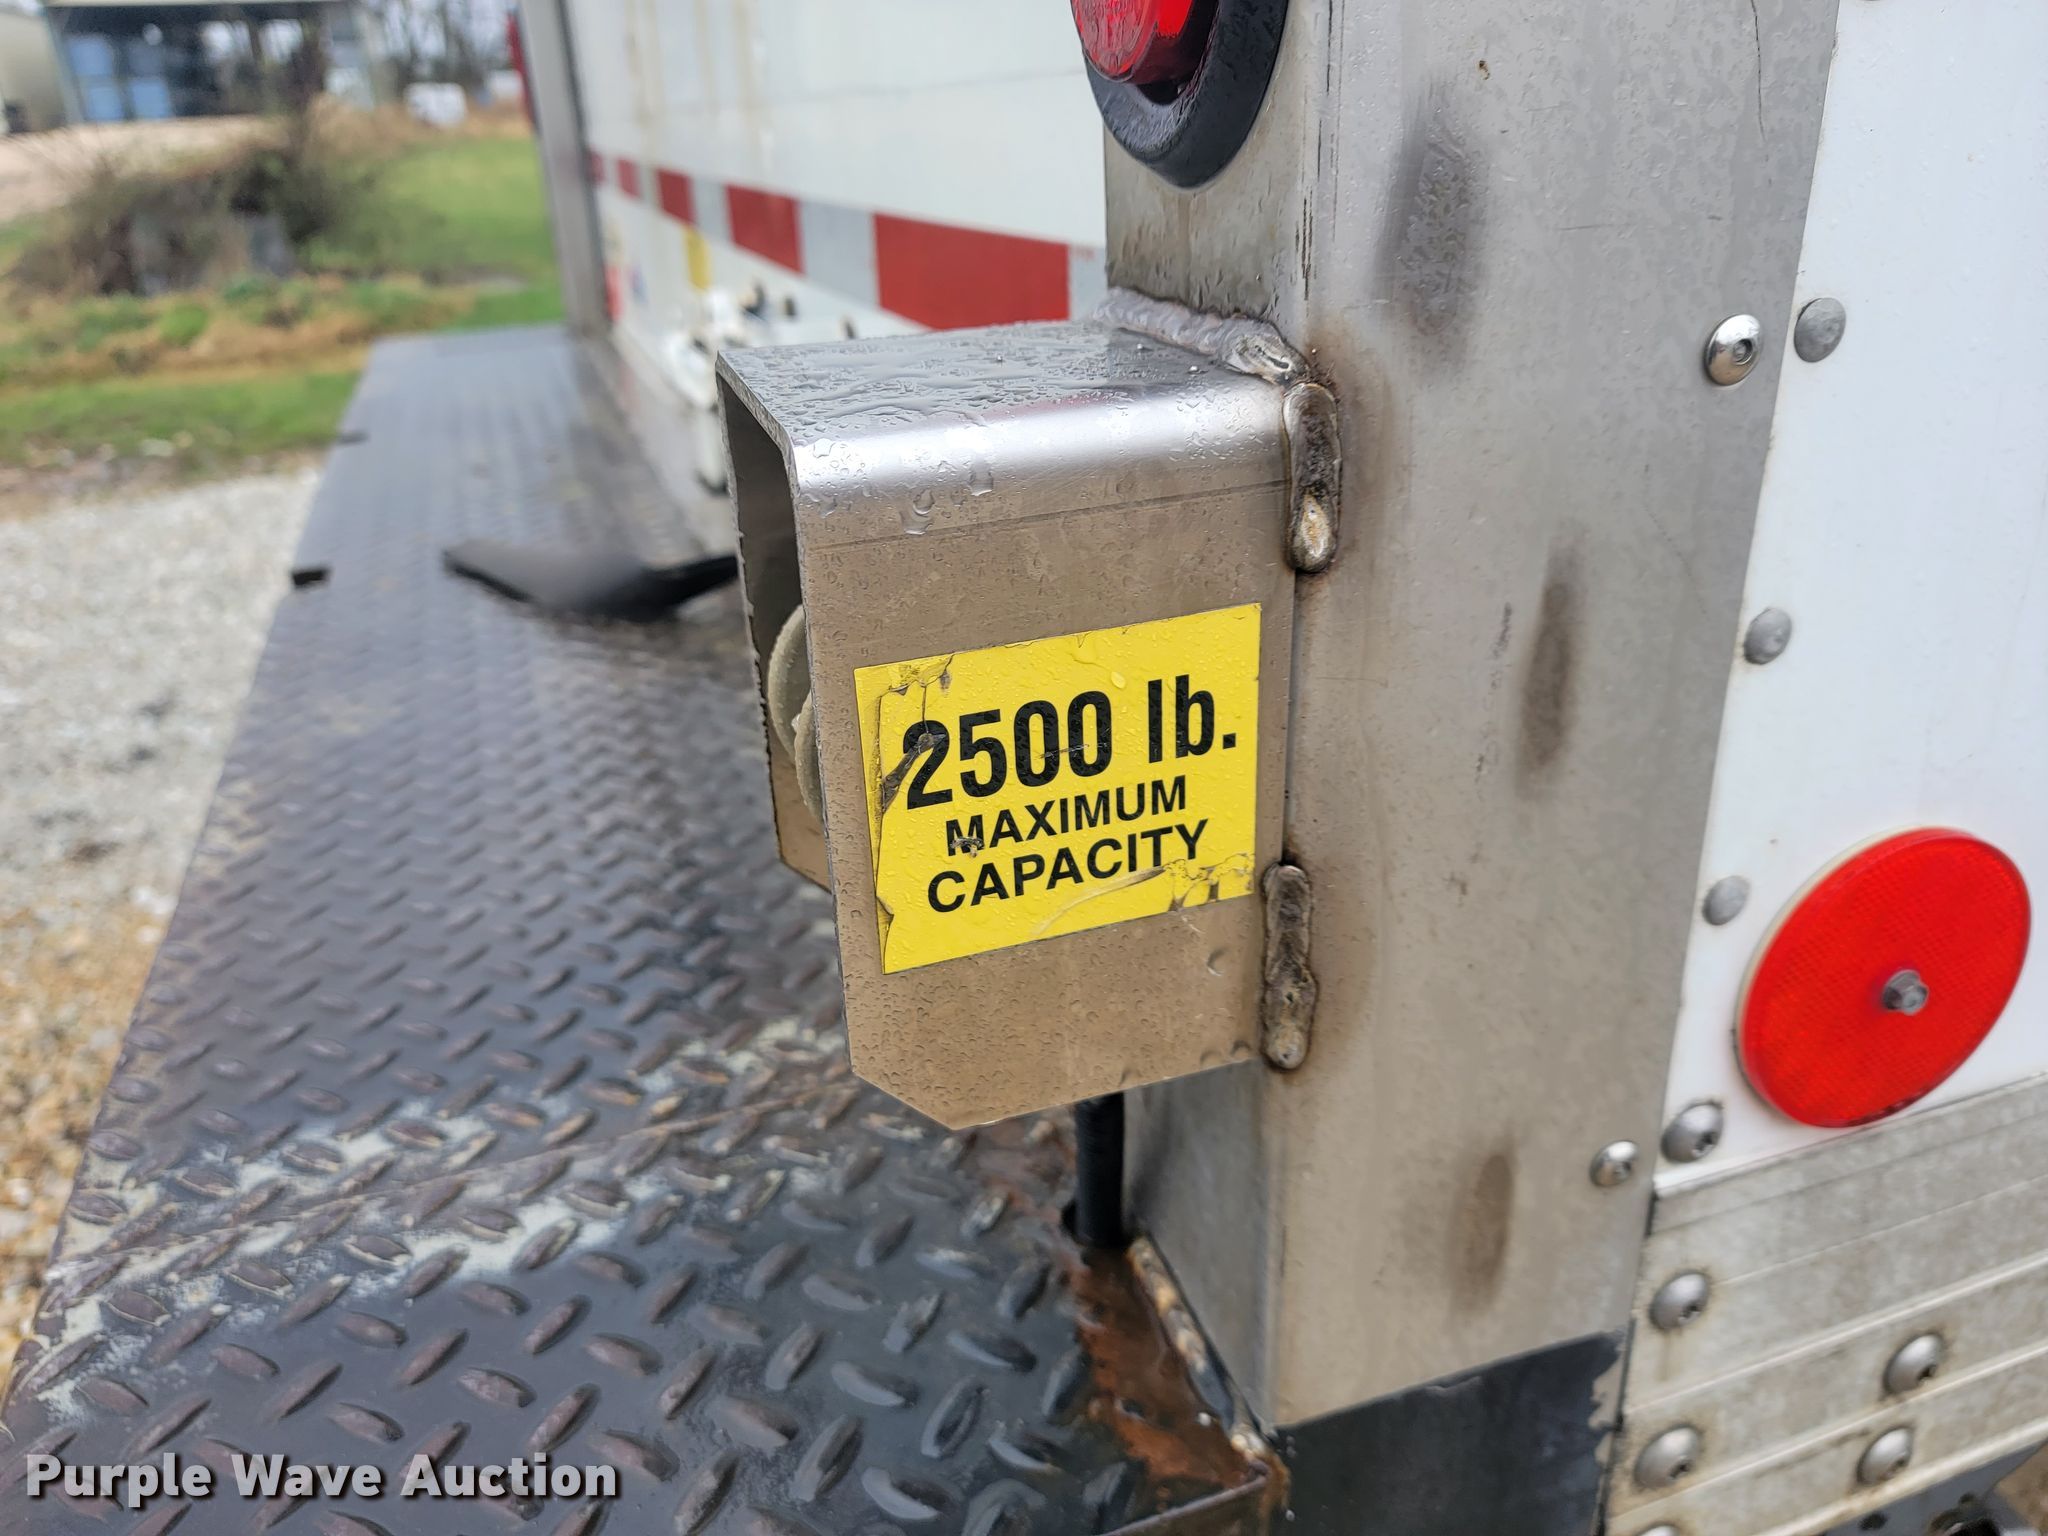 2500 lb.
MAXIMUM
CAPACITY
Purple Wave Auction